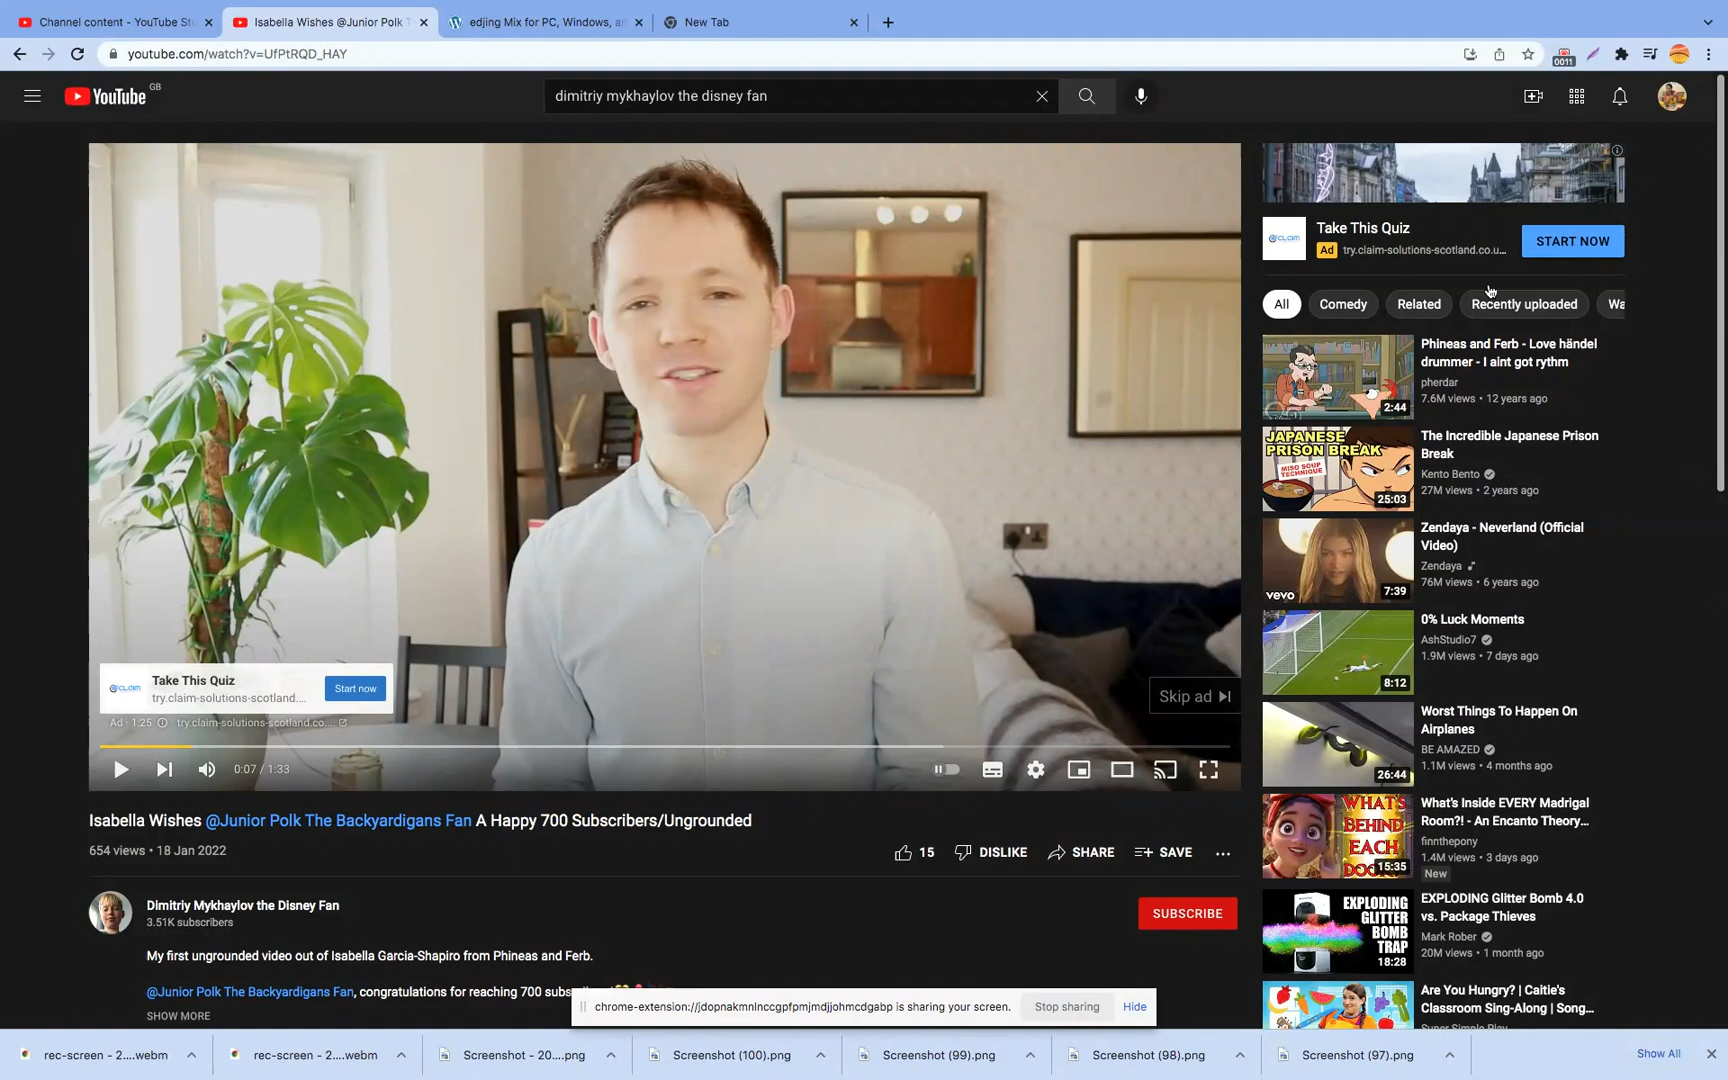 Channel content - YouTube St
Isabella Wishes @Junior Polk T
edjing Mix for PC, Windows, an
New Tab
youtube.com/watch?v=UfPtRQD_HAY
0011
YouTube GB
dimitriy mykhaylov the disney fan
Take This Quiz
Ad try.claim-solutions-scotland.co.u...
START NOW
All
Comedy
Related
Recently uploaded
Wa
Phineas and Ferb - Love händel
drummer - I aint got rythm
pherdar
7.6M views • 12 years ago
2:44
JAPANESE
PRISON BREAK
MISO SOUP
TECHNIQUE
25:03
The Incredible Japanese Prison
Break
Kento Bento
27M views • 2 years ago
vevo
7:39
Zendaya - Neverland (Official
Video)
Zendaya
76M views • 6 years ago
8:12
0% Luck Moments
AshStudio7
1.9M views • 7 days ago
26:44
Worst Things To Happen On
Airplanes
BE AMAZED
1.1M views • 4 months ago
WHAT'S
BEHIND
EACH
15:35
What's Inside EVERY Madrigal
Room?! - An Encanto Theory...
finnthepony
1.4M views • 3 days ago
New
EXPLODING
GLITTER
BOMB
TRAP
18:28
EXPLODING Glitter Bomb 4.0
vs. Package Thieves
Mark Rober
20M views • 1 month ago
Are You Hungry? | Caitie's
Classroom Sing-Along | Song...
Super Simple Play
CLAIM
Take This Quiz
try.claim-solutions-scotland....
Start now
Ad · 1:25 try.claim-solutions-scotland.co....
Skip ad
0:07 / 1:33
Isabella Wishes @Junior Polk The Backyardigans Fan A Happy 700 Subscribers/Ungrounded
654 views • 18 Jan 2022
15
DISLIKE
SHARE
SAVE
Dimitriy Mykhaylov the Disney Fan
3.51K subscribers
SUBSCRIBE
My first ungrounded video out of Isabella Garcia-Shapiro from Phineas and Ferb.
@Junior Polk The Backyardigans Fan, congratulations for reaching 700 subs
SHOW MORE
chrome-extension://jdopnakmnlnccgpfpmjmdjjohmcdgabp is sharing your screen.
Stop sharing
Hide
rec-screen - 2....webm
rec-screen - 2....webm
Screenshot - 20....png
Screenshot (100).png
Screenshot (99).png
Screenshot (98).png
Screenshot (97).png
Show All